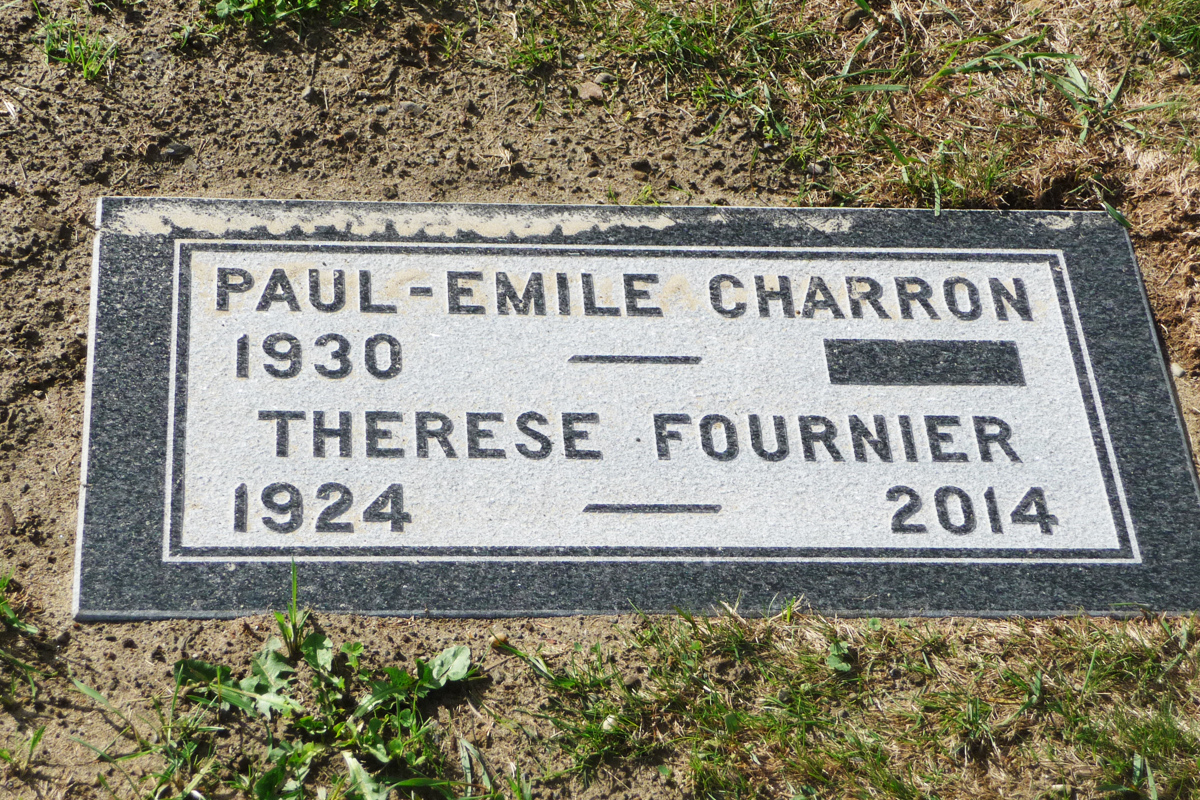 PAUL-EMILE CHARRON
1930 —
THERESE FOURNIER
1924 — 2014